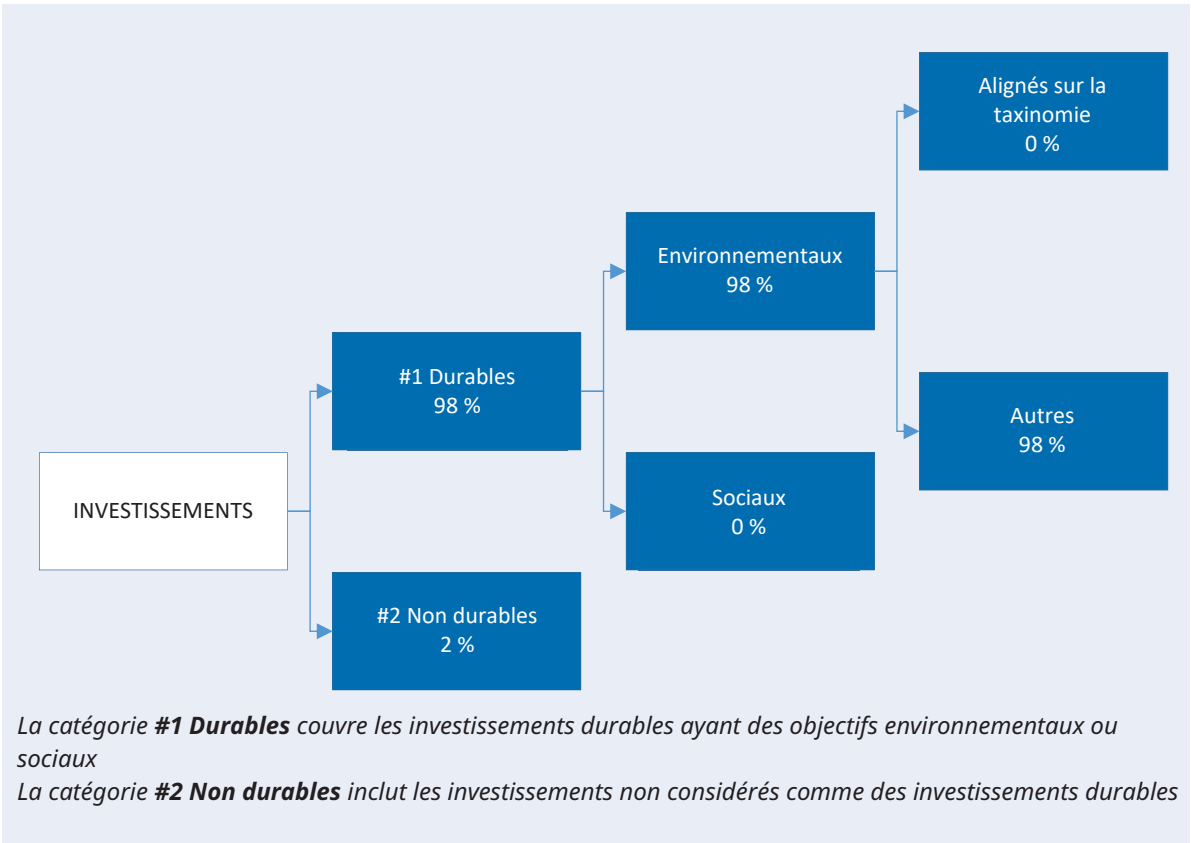 Alignés sur la
taxinomie
0 %
Environnementaux
98 %
#1 Durables
98 %
Autres
98 %
INVESTISSEMENTS
Sociaux
0 %
#2 Non durables
2 %
La catégorie #1 Durables couvre les investissements durables ayant des objectifs environnementaux ou
sociaux
La catégorie #2 Non durables inclut les investissements non considérés comme des investissements durables